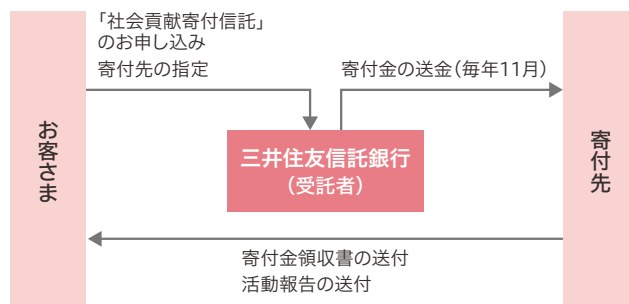 「社会貢献寄付信託」
のお申し込み
寄付先の指定
寄付金の送金（毎年11月）
お客さま
三井住友信託銀行
（受託者）
寄付先
寄付金領収書の送付
活動報告の送付